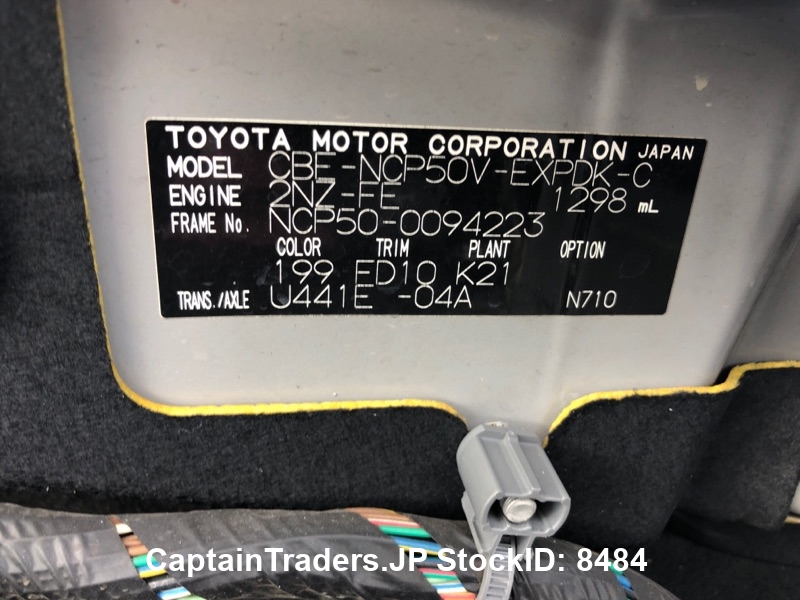 TOYOTA MOTOR CORPORATION JAPAN
MODEL CBE-NCP50V-EXPDK-C
ENGINE 2NZ-FE 1298 mL
FRAME No. NCP50-0094223
COLOR TRIM PLANT OPTION
199 FD10 K21
TRANS./AXLE U441E -04A N710
CaptainTraders.JP StockID: 8484